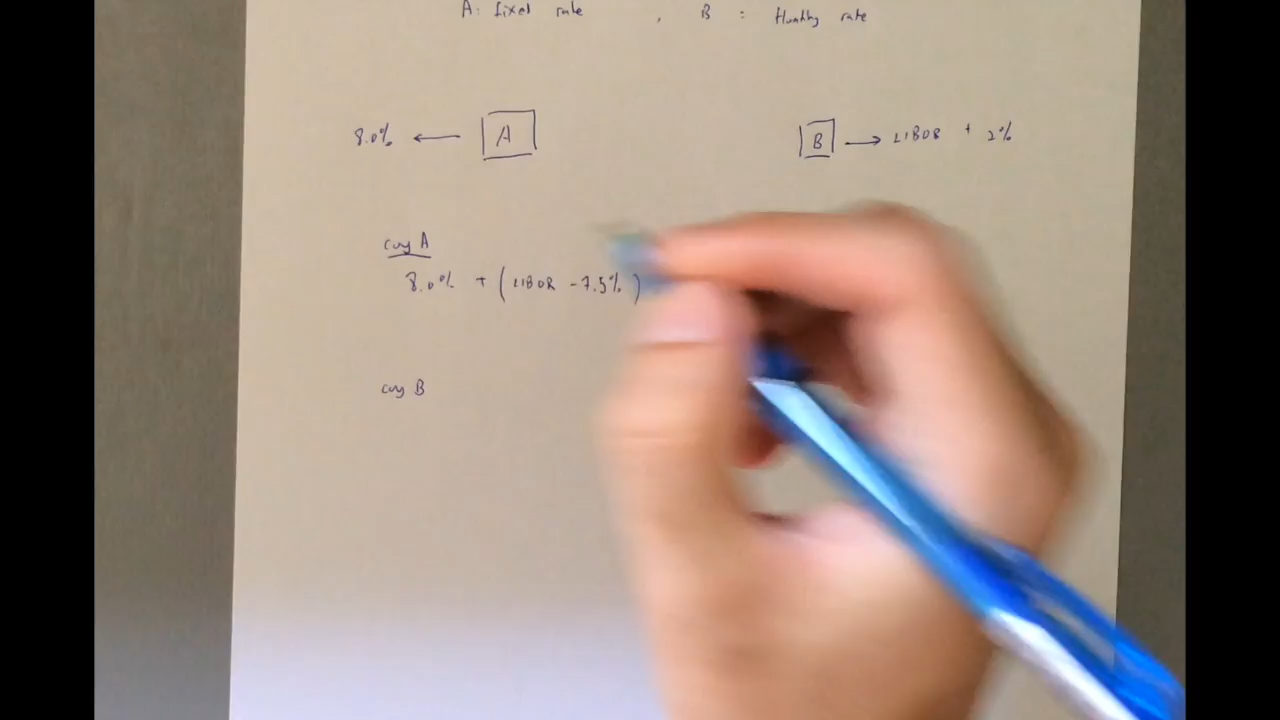 A: fixed rate , B : floating rate
8.0% ← A B → LIBOR + 2%
coy A
8.0% + (LIBOR - 7.5%)
coy B